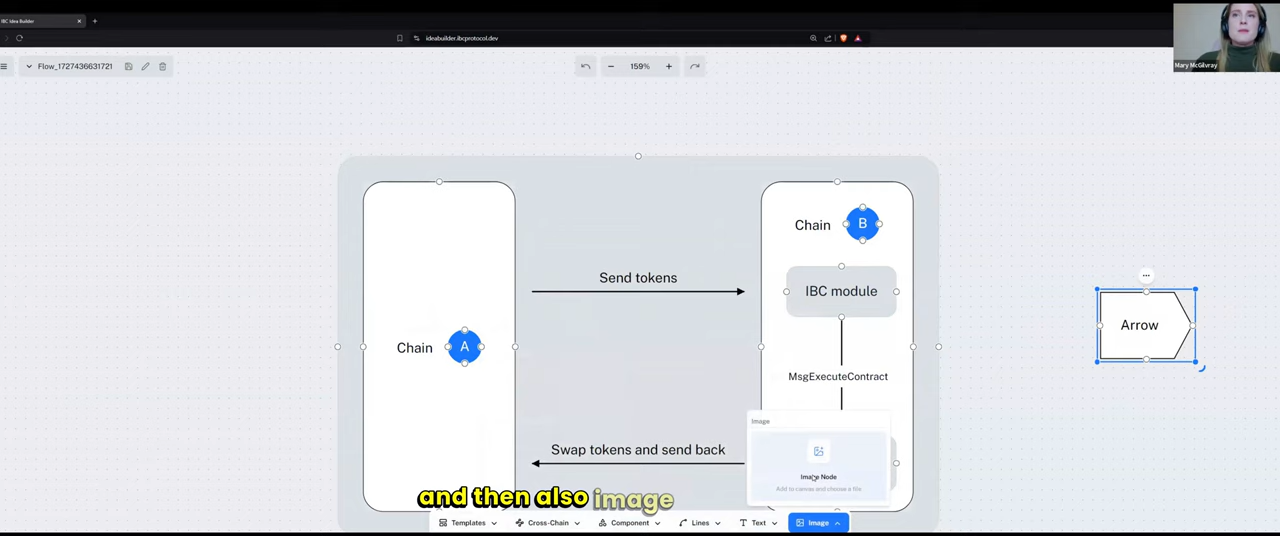 IBC Idea Builder
ideabuilder.ibcprotocol.dev
Mary McGilvray
Flow_1727436631721
159%
Chain B
Send tokens
IBC module
Arrow
Chain A
MsgExecuteContract
Image
Swap tokens and send back
Image Node
Add to canvas and choose a file
and then also image
Templates
Cross-Chain
Component
Lines
Text
Image